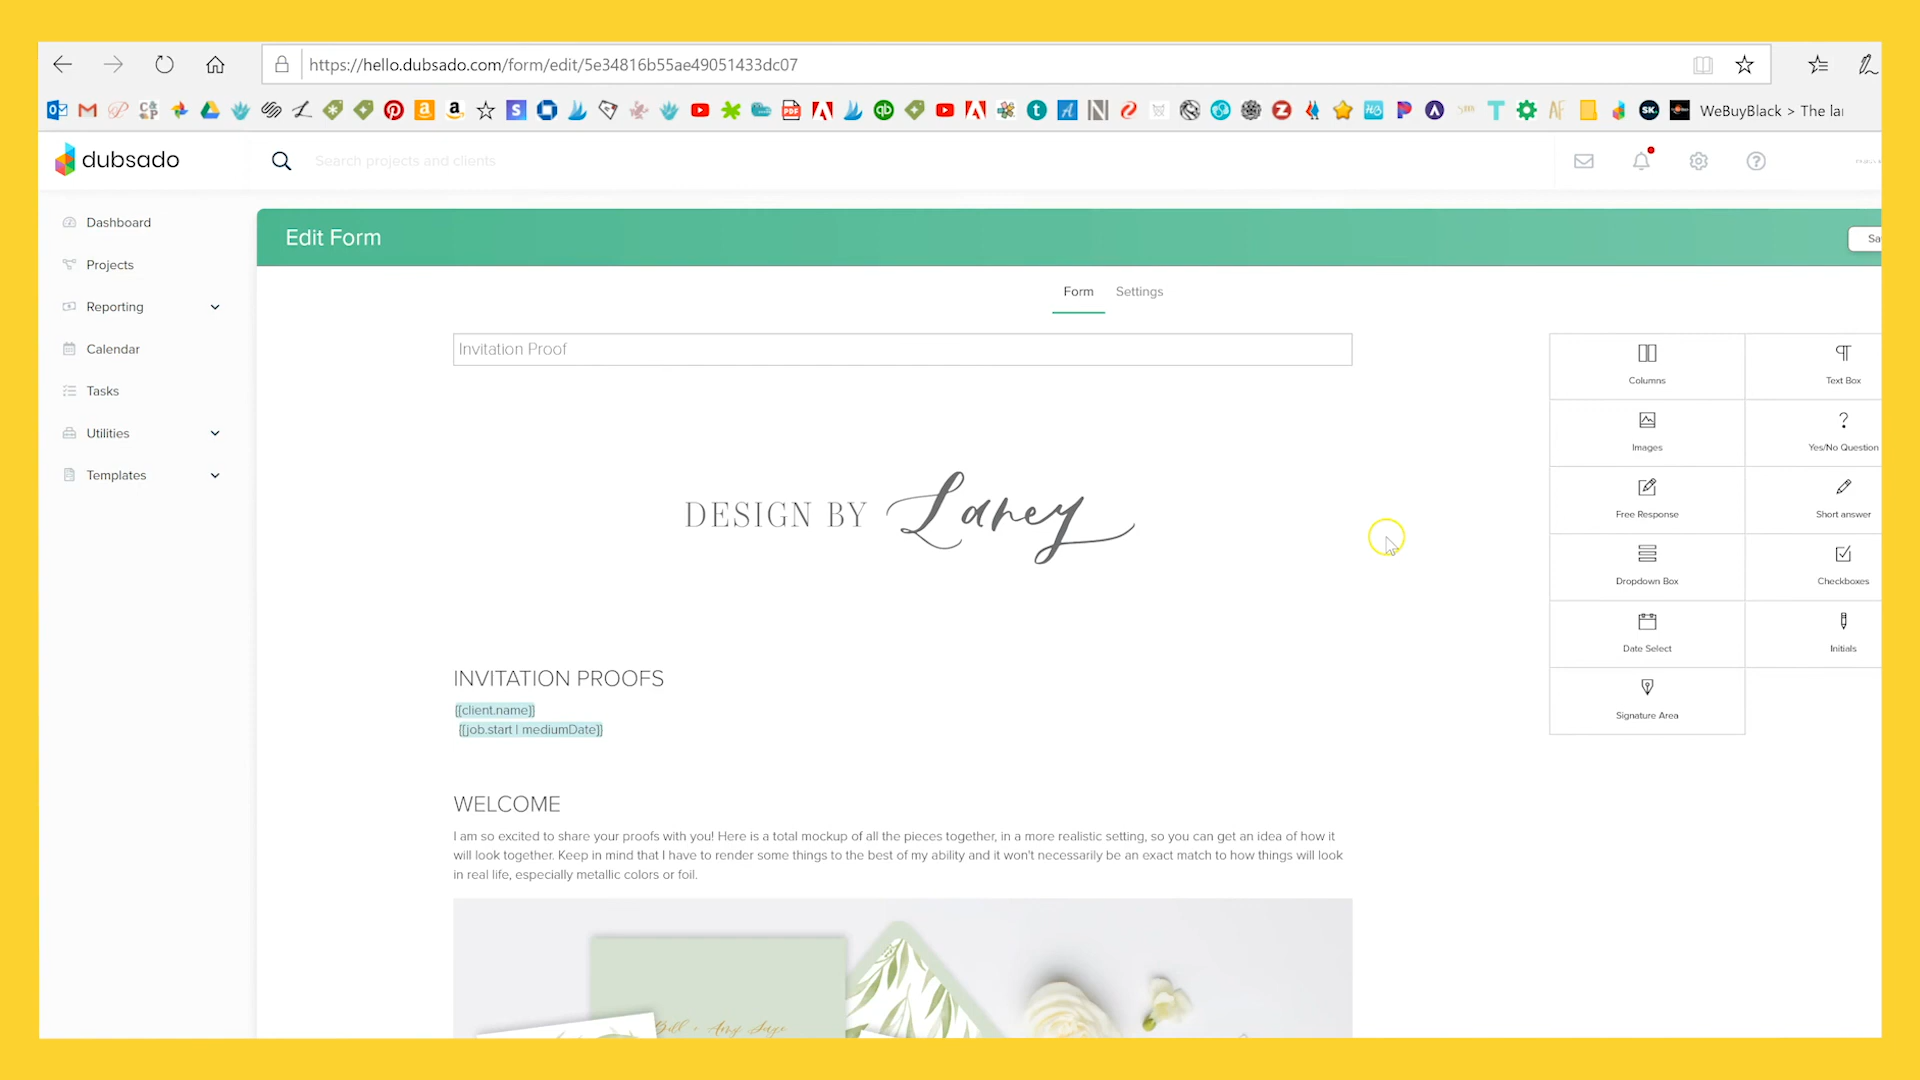 https://hello.dubsado.com/form/edit/5e34816b55ae49051433dc07
WeBuyBlack > The lar
dubsado
Search projects and clients
Dashboard
Projects
Reporting
Calendar
Tasks
Utilities
Templates
Edit Form
Sa
Form
Settings
Invitation Proof
DESIGN BY Laney
INVITATION PROOFS
{{client.name}}
{{job.start | mediumDate}}
WELCOME
I am so excited to share your proofs with you! Here is a total mockup of all the pieces together, in a more realistic setting, so you can get an idea of how it
will look together. Keep in mind that I have to render some things to the best of my ability and it won't necessarily be an exact match to how things will look
in real life, especially metallic colors or foil.
Columns
Text Box
Images
Yes/No Question
Free Response
Short answer
Dropdown Box
Checkboxes
Date Select
Initials
Signature Area